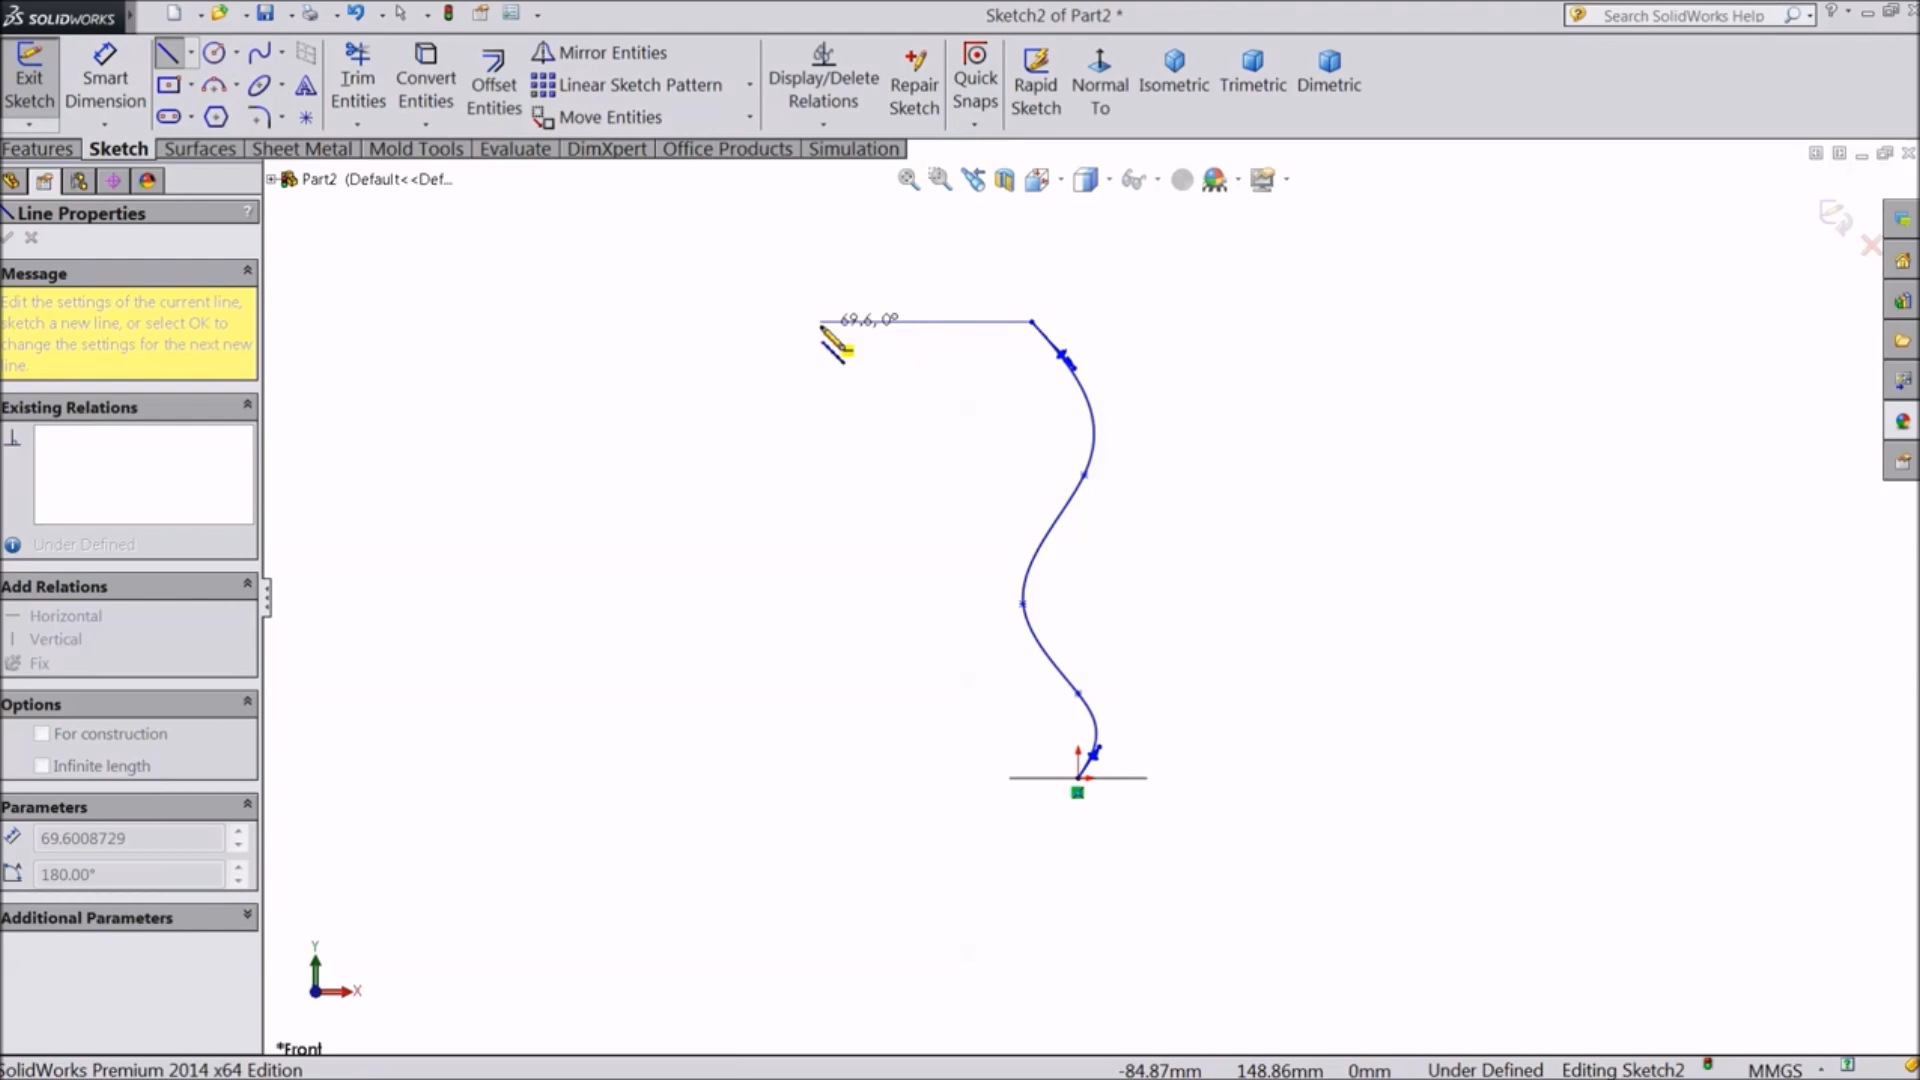 SOLIDWORKS
Sketch2 of Part2 *
Search SolidWorks Help
Exit Sketch
Smart Dimension
Trim Entities
Convert Entities
Offset Entities
Mirror Entities
Linear Sketch Pattern
Move Entities
Display/Delete Relations
Repair Sketch
Quick Snaps
Rapid Sketch
Normal To
Isometric
Trimetric
Dimetric
Features
Sketch
Surfaces
Sheet Metal
Mold Tools
Evaluate
DimXpert
Office Products
Simulation
Part2 (Default<<Def...
Line Properties
?
Message
Edit the settings of the current line,
sketch a new line, or select OK to
change the settings for the next new
line.
Existing Relations
Under Defined
Add Relations
Horizontal
Vertical
Fix
Options
For construction
Infinite length
Parameters
69.6008729
180.00°
Additional Parameters
69.6, 0°
Y
X
*Front
SolidWorks Premium 2014 x64 Edition
-84.87mm
148.86mm
0mm
Under Defined
Editing Sketch2
MMGS